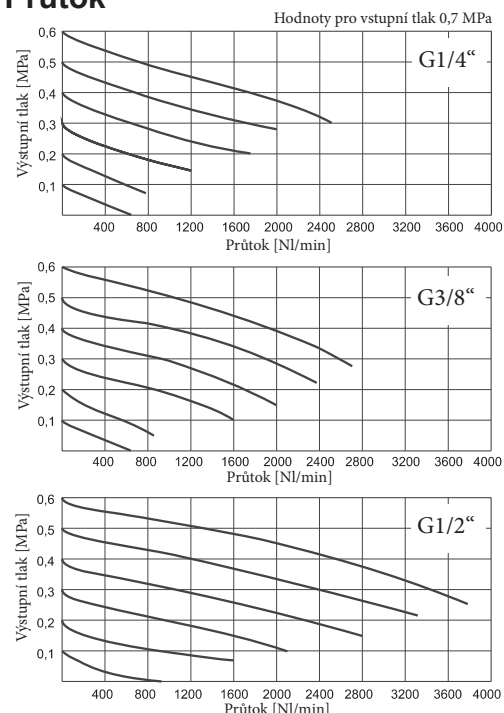 Průtok
Hodnoty pro vstupní tlak 0,7 MPa
Výstupní tlak [MPa]
0,6
0,5
0,4
0,3
0,2
0,1
G1/4“
400 800 1200 1600 2000 2400 2800 3200 3600 4000
Průtok [Nl/min]
Výstupní tlak [MPa]
0,6
0,5
0,4
0,3
0,2
0,1
G3/8“
400 800 1200 1600 2000 2400 2800 3200 3600 4000
Průtok [Nl/min]
Výstupní tlak [MPa]
0,6
0,5
0,4
0,3
0,2
0,1
G1/2“
400 800 1200 1600 2000 2400 2800 3200 3600 4000
Průtok [Nl/min]